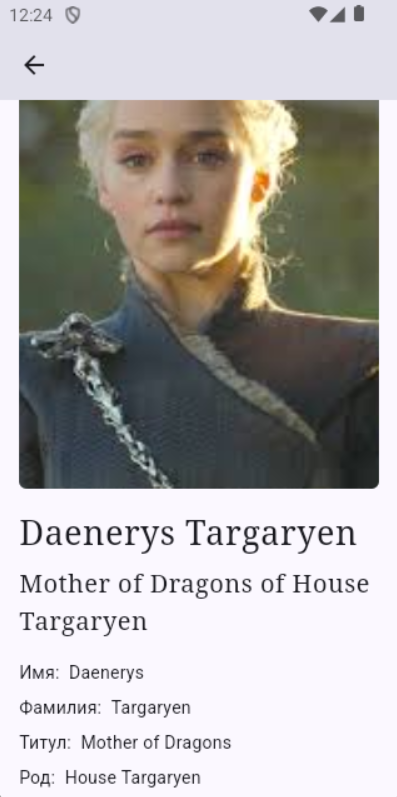 12:24
Daenerys Targaryen
Mother of Dragons of House
Targaryen
Имя: Daenerys
Фамилия: Targaryen
Титул: Mother of Dragons
Род: House Targaryen